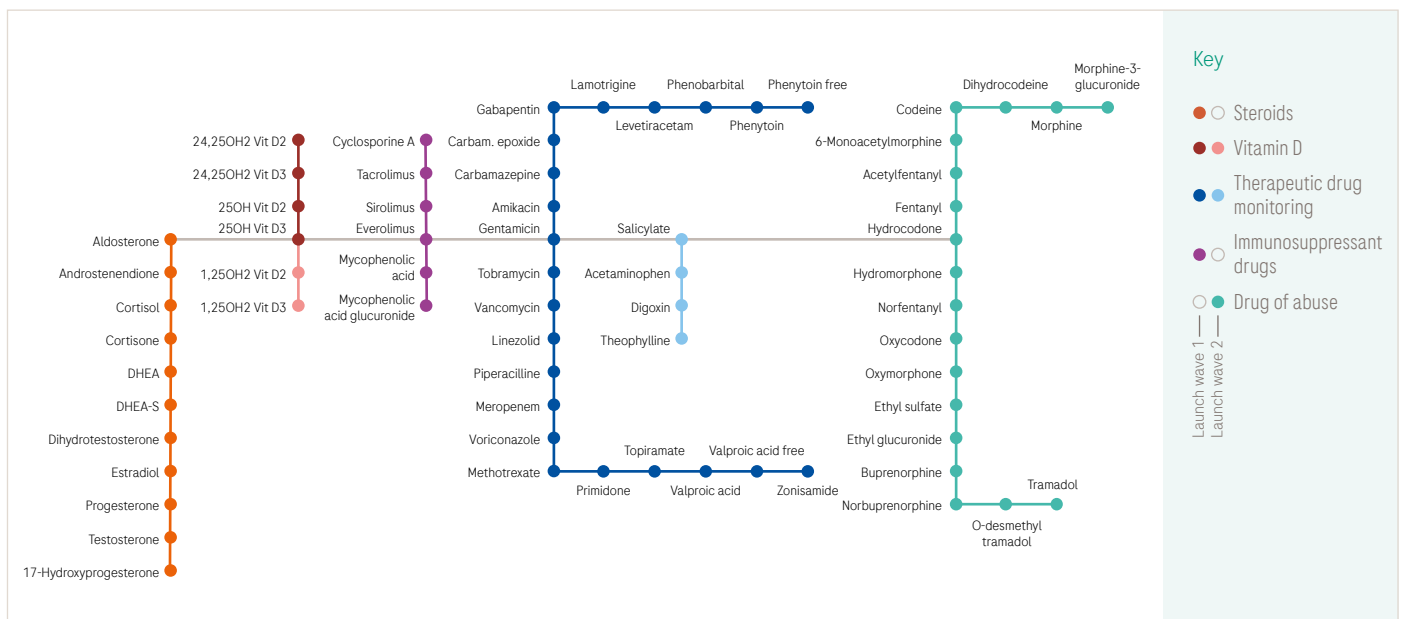 Aldosterone
Androstenendione
Cortisol
Cortisone
DHEA
DHEA-S
Dihydrotestosterone
Estradiol
Progesterone
Testosterone
17-Hydroxyprogesterone
24,25OH2 Vit D2
24,25OH2 Vit D3
25OH Vit D2
25OH Vit D3
1,25OH2 Vit D2
1,25OH2 Vit D3
Cyclosporine A
Tacrolimus
Sirolimus
Everolimus
Mycophenolic
acid
Mycophenolic
acid glucuronide
Gabapentin
Lamotrigine
Levetiracetam
Phenobarbital
Phenytoin
Phenytoin free
Carbam. epoxide
Carbamazepine
Amikacin
Gentamicin
Tobramycin
Vancomycin
Linezolid
Piperacilline
Meropenem
Voriconazole
Methotrexate
Primidone
Topiramate
Valproic acid
Valproic acid free
Zonisamide
Salicylate
Acetaminophen
Digoxin
Theophylline
Codeine
Dihydrocodeine
Morphine
Morphine-3-
glucuronide
6-Monoacetylmorphine
Acetylfentanyl
Fentanyl
Hydrocodone
Hydromorphone
Norfentanyl
Oxycodone
Oxymorphone
Ethyl sulfate
Ethyl glucuronide
Buprenorphine
Norbuprenorphine
O-desmethyl
tramadol
Tramadol
Key
Steroids
Vitamin D
Therapeutic drug
monitoring
Immunosuppressant
drugs
Drug of abuse
Launch wave 1
Launch wave 2